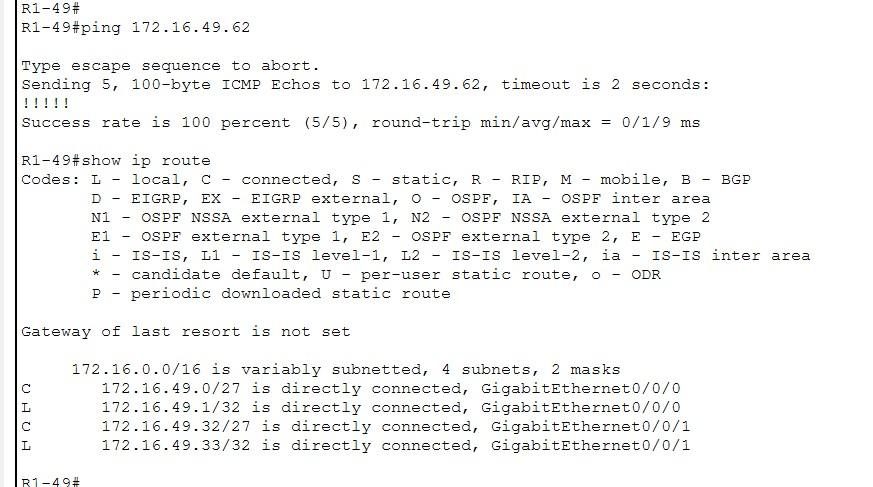 R1-49#
R1-49#ping 172.16.49.62
Type escape sequence to abort.
Sending 5, 100-byte ICMP Echos to 172.16.49.62, timeout is 2 seconds:
!!!!!
Success rate is 100 percent (5/5), round-trip min/avg/max = 0/1/9 ms
R1-49#show ip route
Codes: L - local, C - connected, S - static, R - RIP, M - mobile, B - BGP
D - EIGRP, EX - EIGRP external, O - OSPF, IA - OSPF inter area
N1 - OSPF NSSA external type 1, N2 - OSPF NSSA external type 2
E1 - OSPF external type 1, E2 - OSPF external type 2, E - EGP
i - IS-IS, L1 - IS-IS level-1, L2 - IS-IS level-2, ia - IS-IS inter area
* - candidate default, U - per-user static route, o - ODR
P - periodic downloaded static route
Gateway of last resort is not set
172.16.0.0/16 is variably subnetted, 4 subnets, 2 masks
C 172.16.49.0/27 is directly connected, GigabitEthernet0/0/0
L 172.16.49.1/32 is directly connected, GigabitEthernet0/0/0
C 172.16.49.32/27 is directly connected, GigabitEthernet0/0/1
L 172.16.49.33/32 is directly connected, GigabitEthernet0/0/1
R1-49#